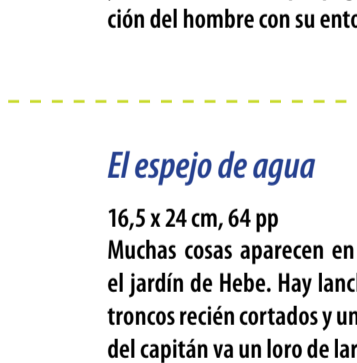 ción del hombre con su
El espejo de agua
16,5 x 24 cm, 64 pp
Muchas cosas aparecen en
el jardín de Hebe. Hay
troncos recién cortados y
del capitán va un loro de